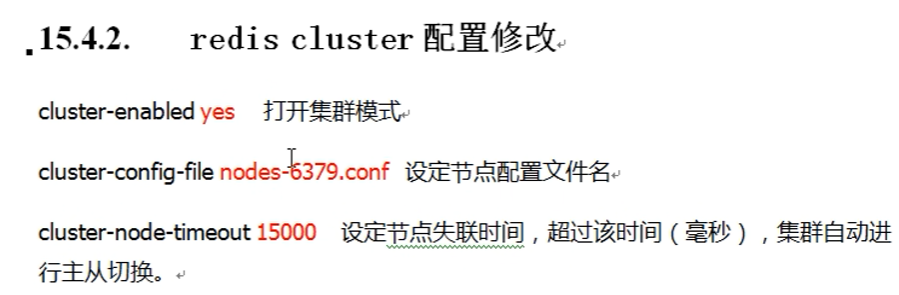 15.4.2. redis cluster 配置修改
cluster-enabled yes 打开集群模式
cluster-config-file nodes-6379.conf 设定节点配置文件名
cluster-node-timeout 15000 设定节点失联时间，超过该时间（毫秒），集群自动进
行主从切换。